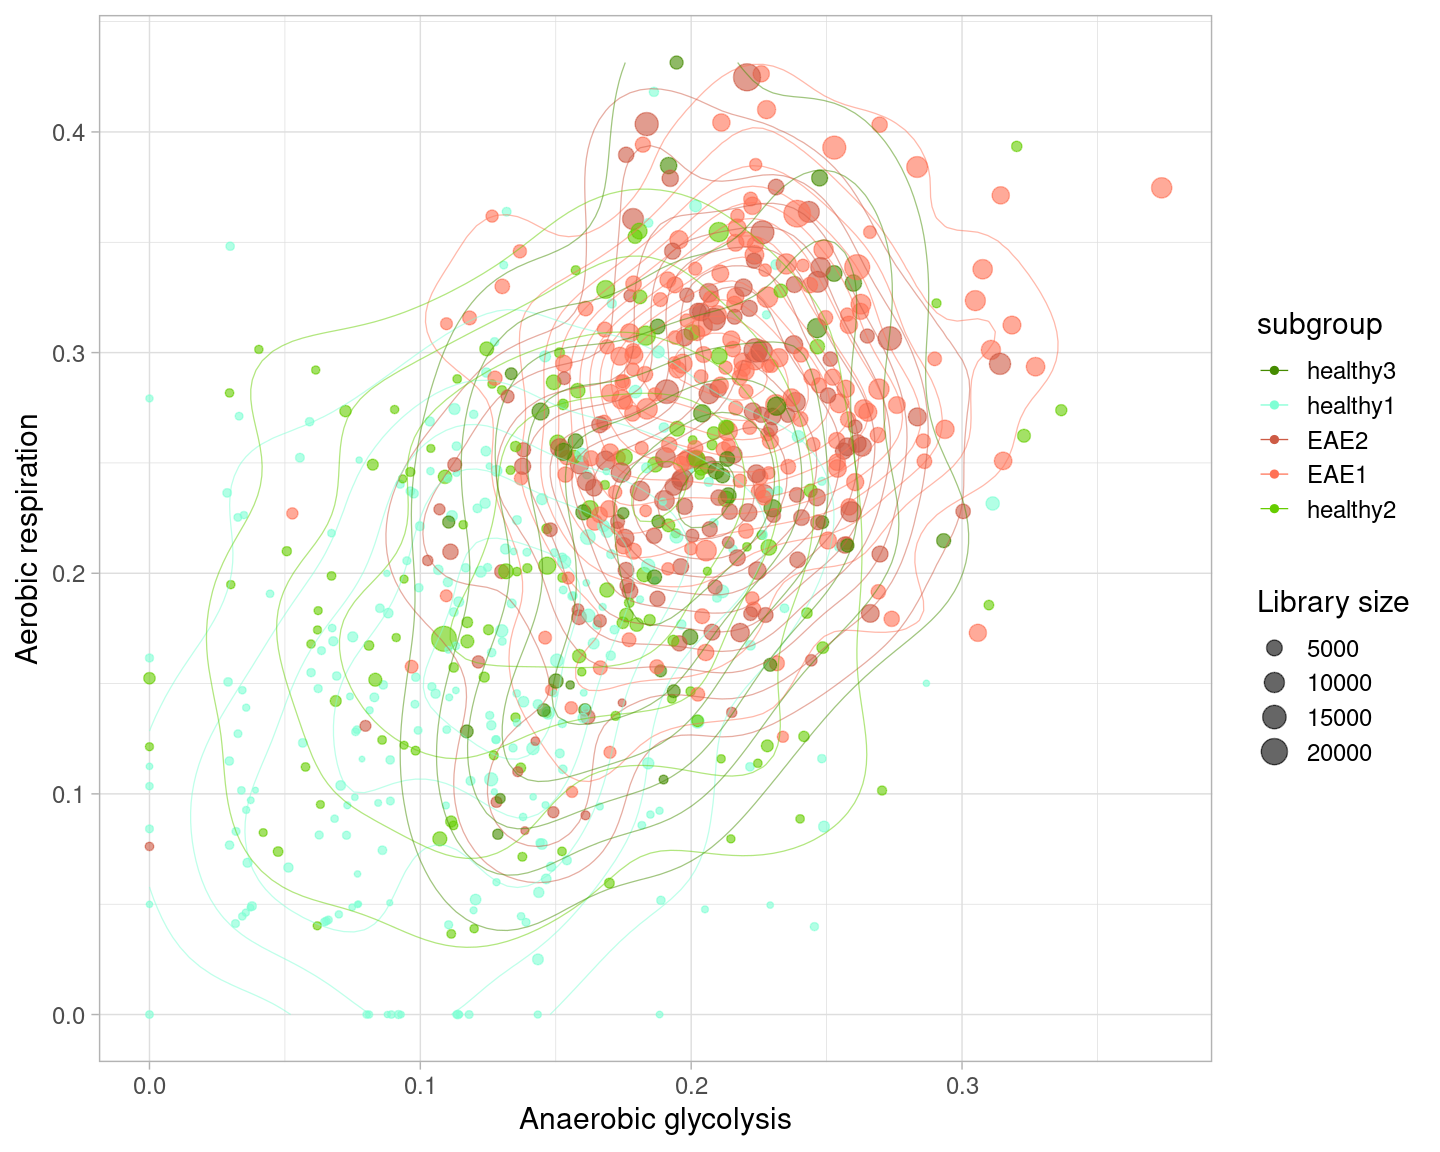 Aerobic respiration
0.4
0.3
0.2
0.1
0.0
0.0 0.1 0.2 0.3
Anaerobic glycolysis
subgroup
healthy3
healthy1
EAE2
EAE1
healthy2
Library size
5000
10000
15000
20000